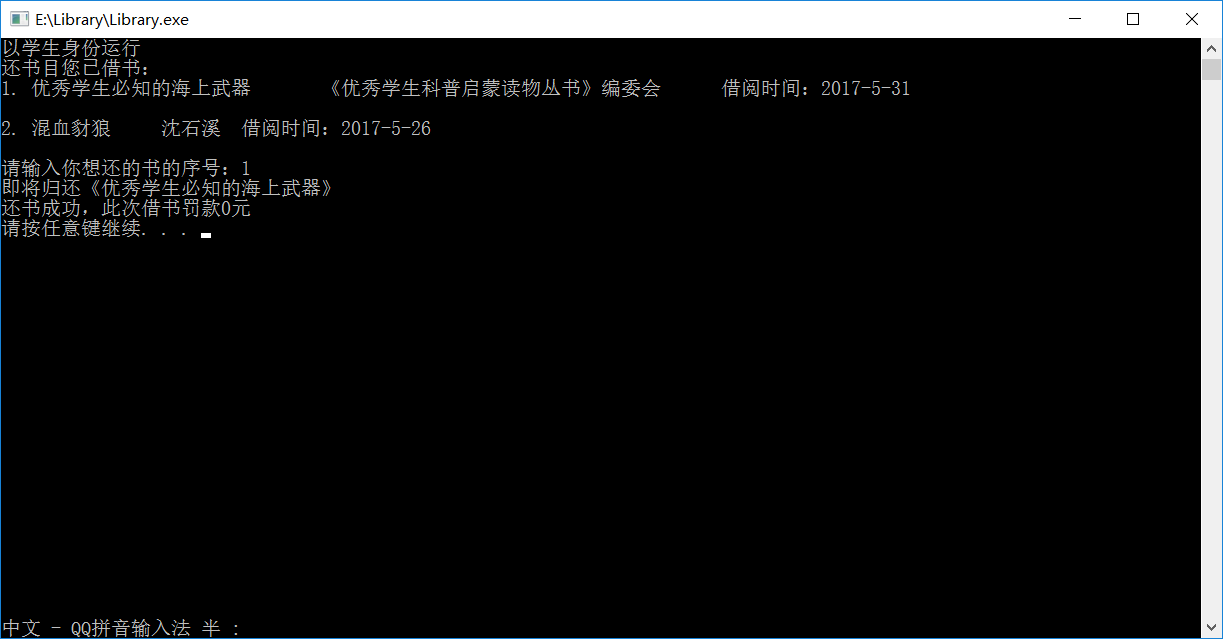 E:\Library\Library.exe
以学生身份运行
还书目您已借书：
1. 优秀学生必知的海上武器 《优秀学生科普启蒙读物丛书》编委会 借阅时间：2017-5-31
2. 混血豺狼 沈石溪 借阅时间：2017-5-26
请输入你想还的书的序号：1
即将归还《优秀学生必知的海上武器》
还书成功，此次借书罚款0元
请按任意键继续. . .
中文 - QQ拼音输入法 半 :